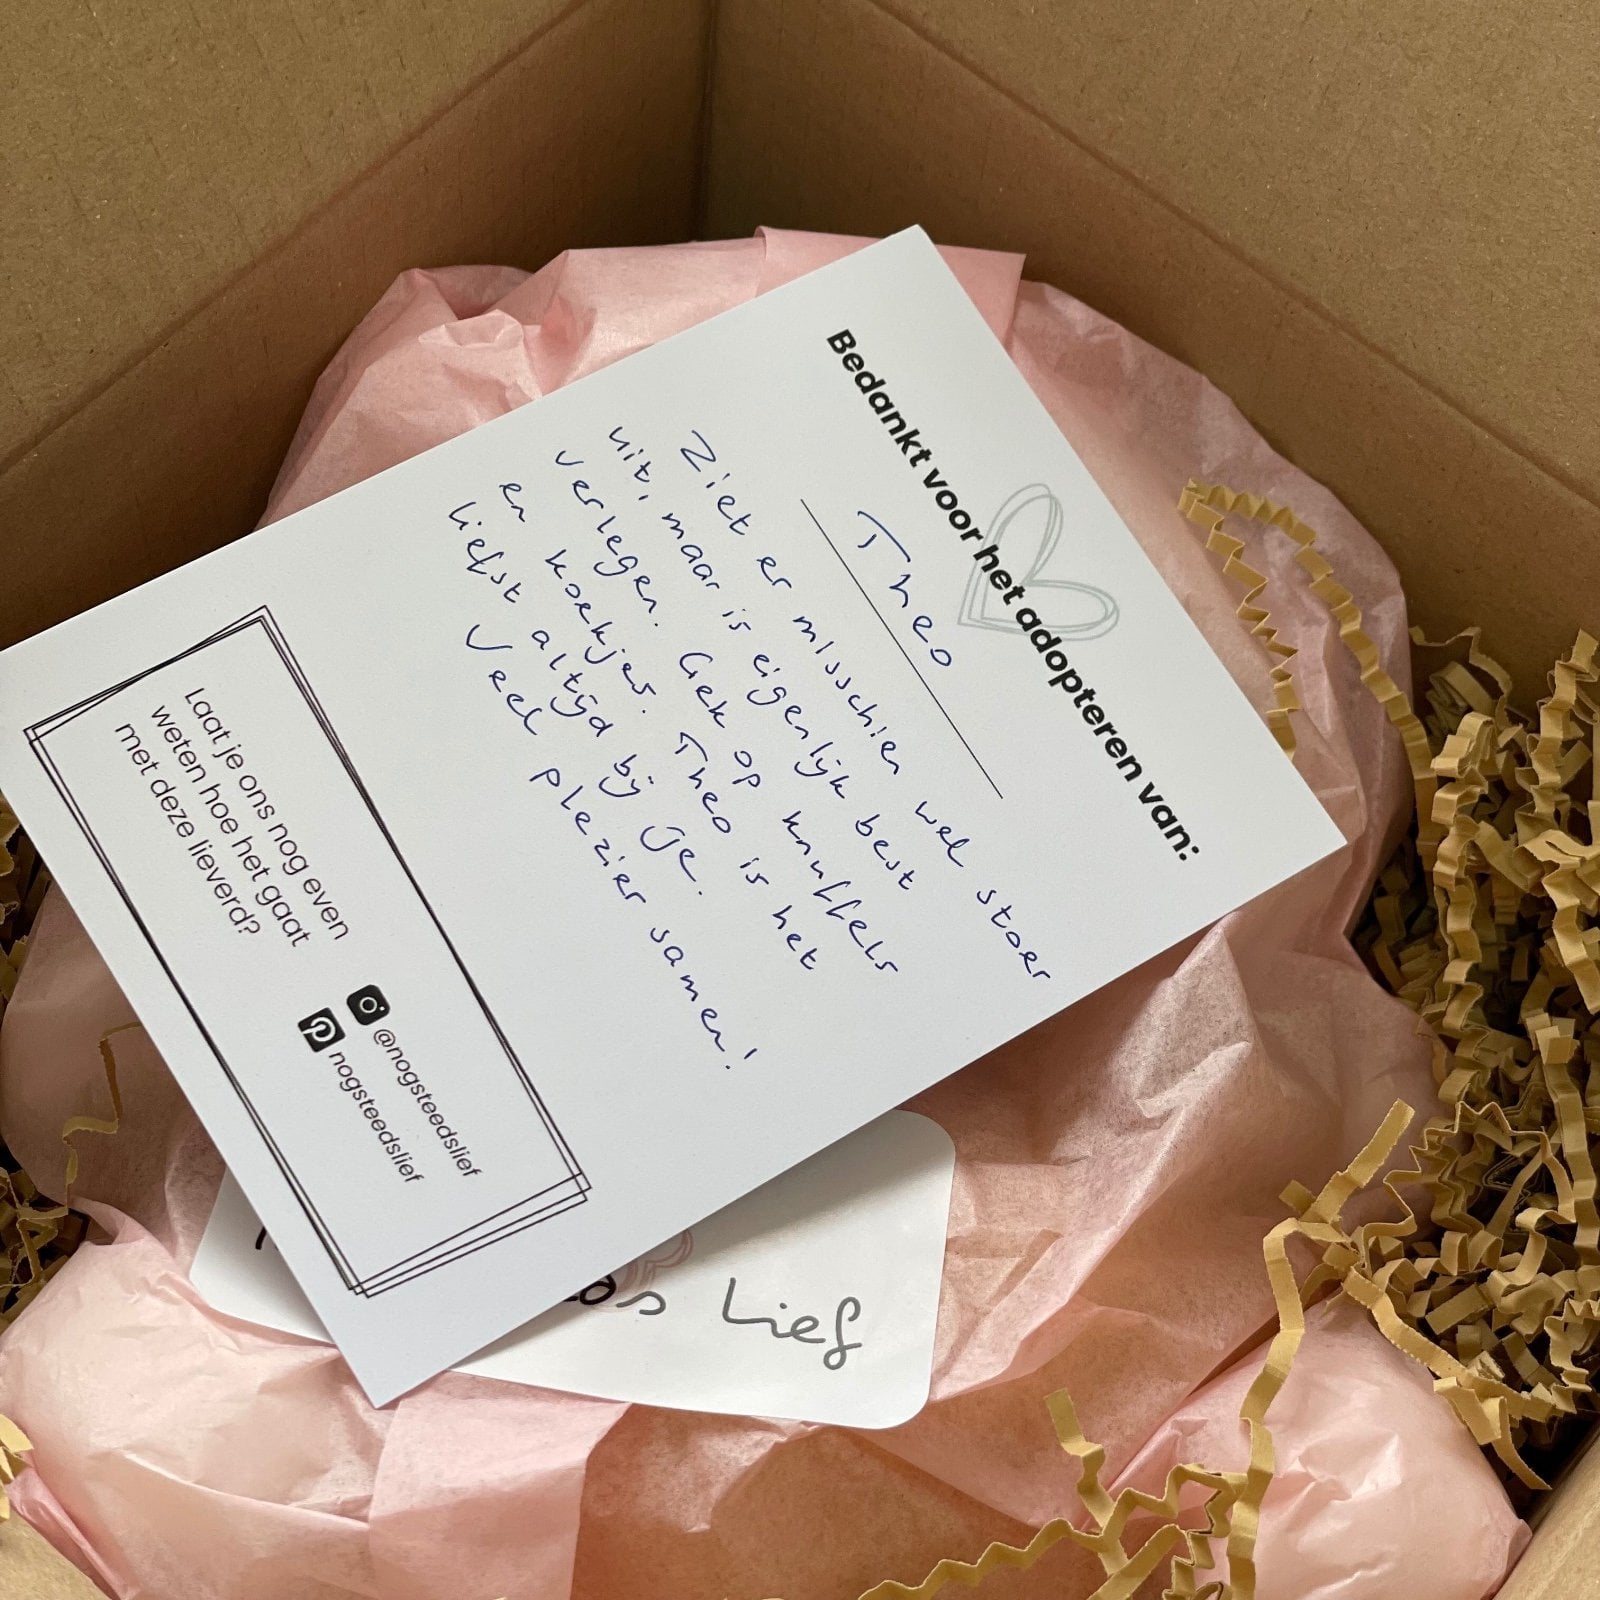 Bedankt voor het adopteren van:
Theo
Ziet er misschien wel stoer
uit, maar is eigenlijk best
verlegen. Gek op knuffels
en koekjes. Theo is het
liefst altijd bij je.
Veel plezier samen!
Laat je ons nog even
weten hoe het gaat
met deze lieverd?
@nogsteedslief
nogsteedslief
Lief